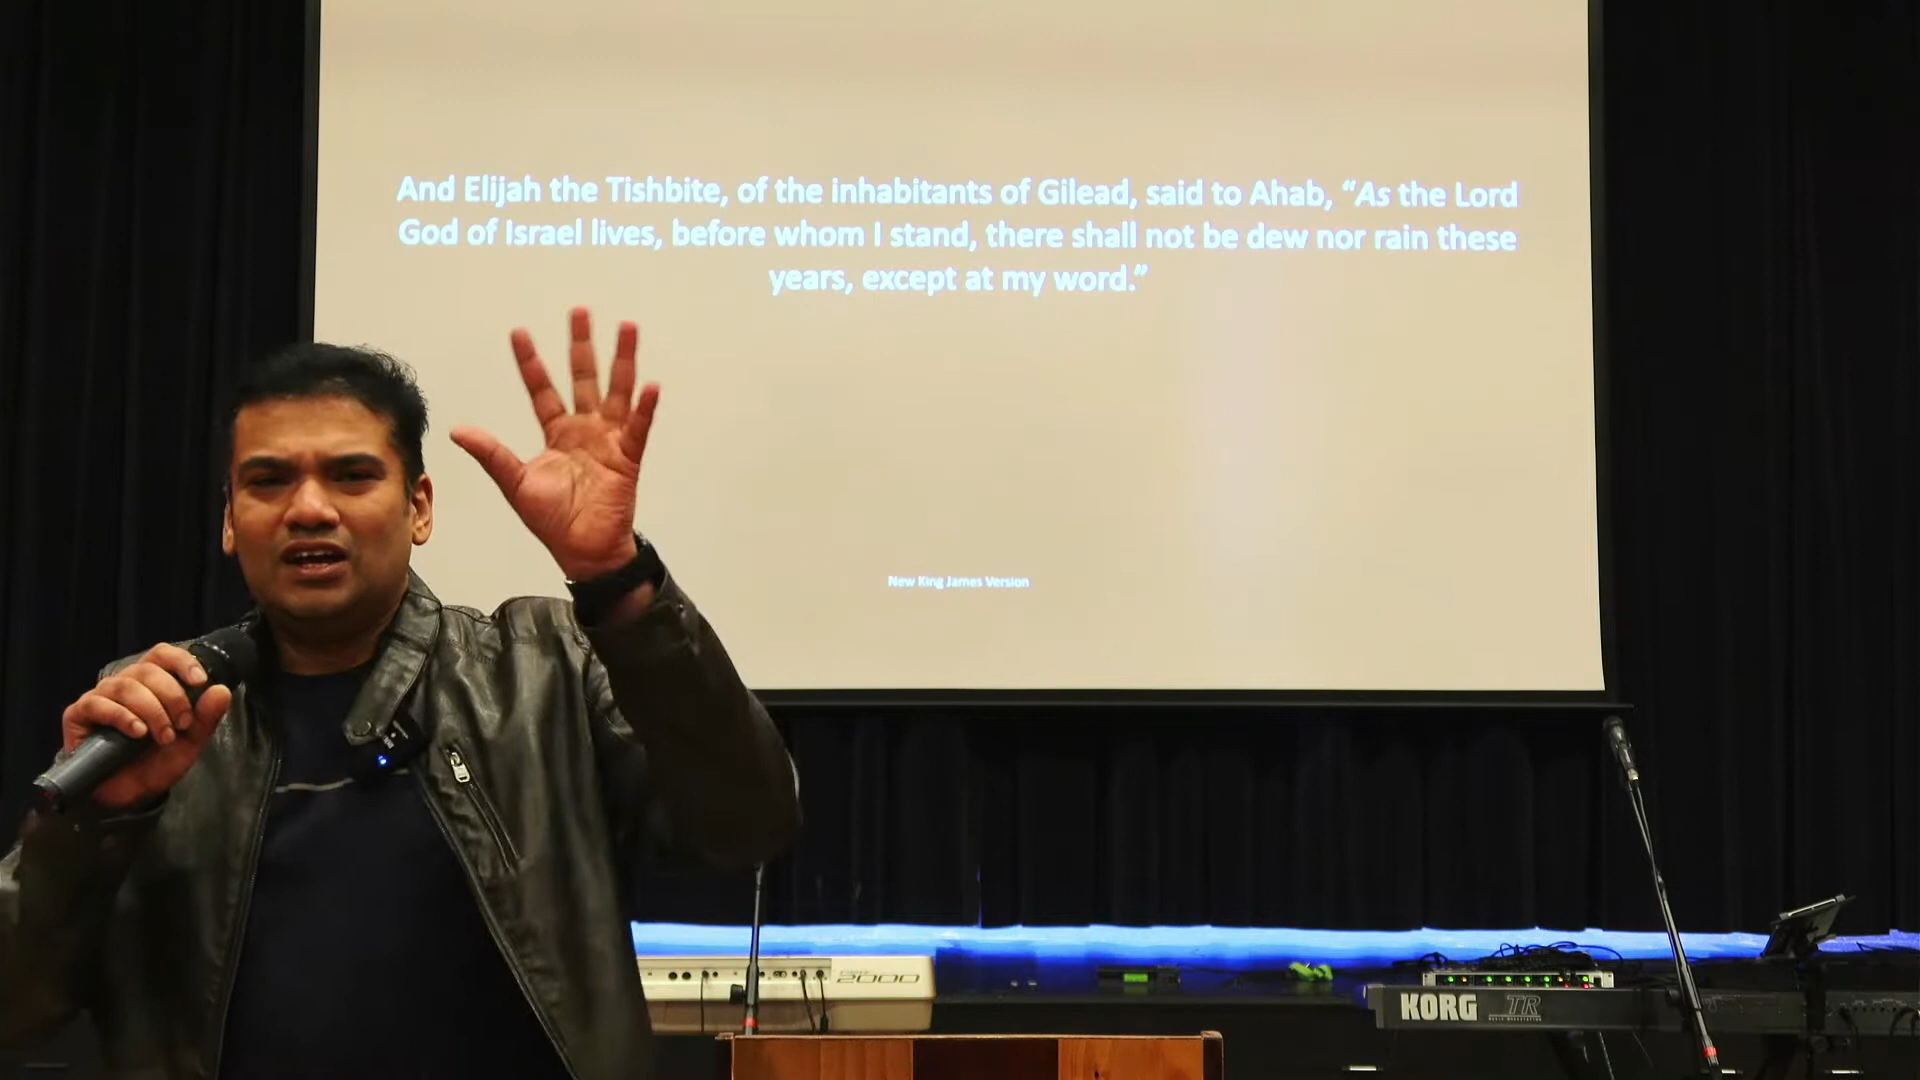 And Elijah the Tishbite, of the inhabitants of Gilead, said to Ahab, “As the Lord
God of Israel lives, before whom I stand, there shall not be dew nor rain these
years, except at my word.”
New King James Version
2000
KORG TR